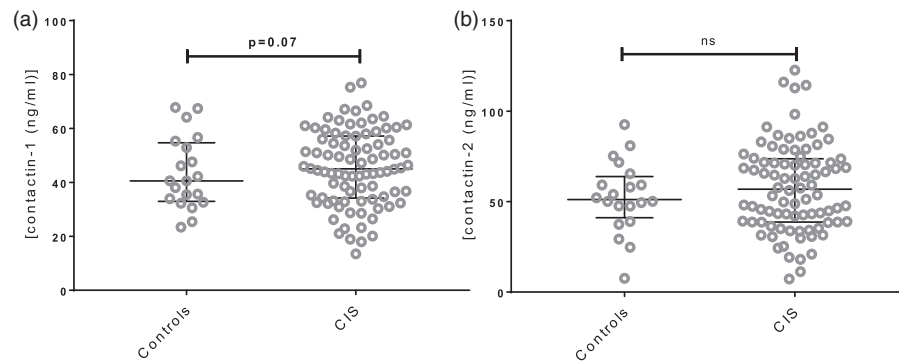 (a)
100
80
60
40
20
0
[contactin-1 (ng/ml)]
p=0.07
Controls
CIS
(b)
150
100
50
0
[contactin-2 (ng/ml)]
ns
Controls
CIS